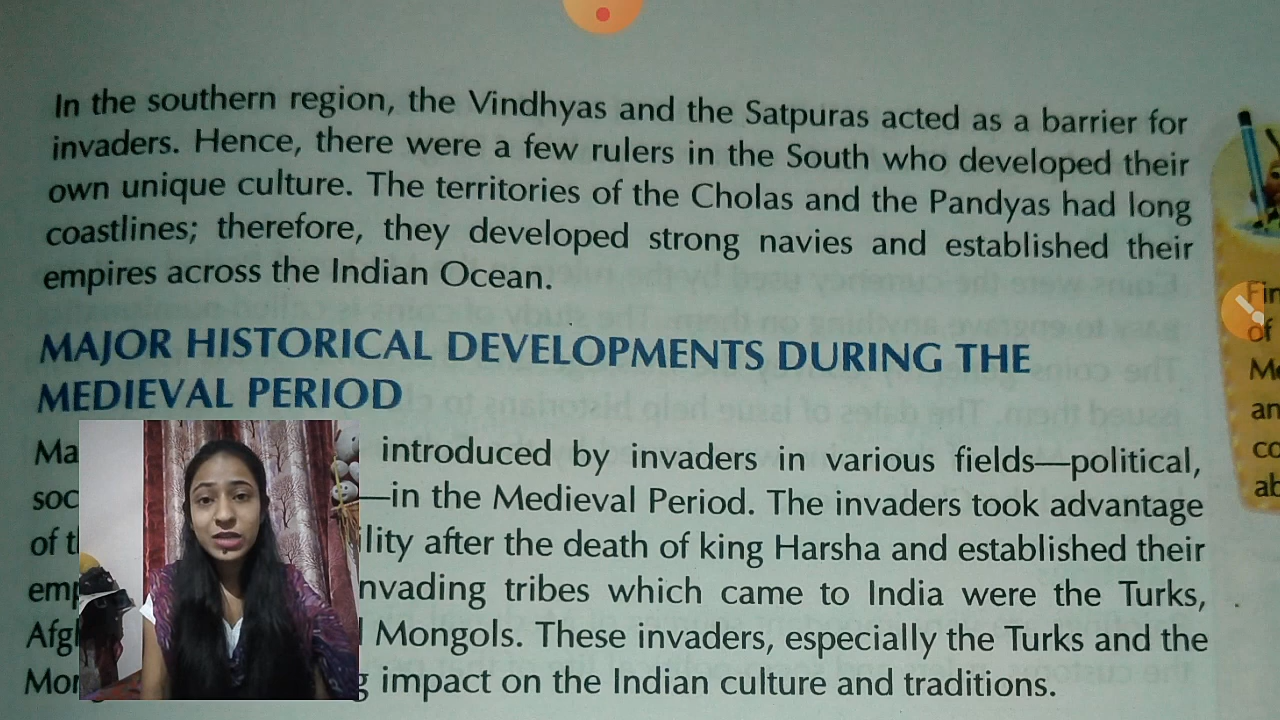 In the southern region, the Vindhyas and the Satpuras acted as a barrier for
invaders. Hence, there were a few rulers in the South who developed their
own unique culture. The territories of the Cholas and the Pandyas had long
coastlines; therefore, they developed strong navies and established their
empires across the Indian Ocean.
MAJOR HISTORICAL DEVELOPMENTS DURING THE
MEDIEVAL PERIOD
introduced by invaders in various fields—political,
—in the Medieval Period. The invaders took advantage
of after the death of king Harsha and established their
tribes which came to India were the Turks,
Mongols. These invaders, especially the Turks and the
impact on the Indian culture and traditions.
of